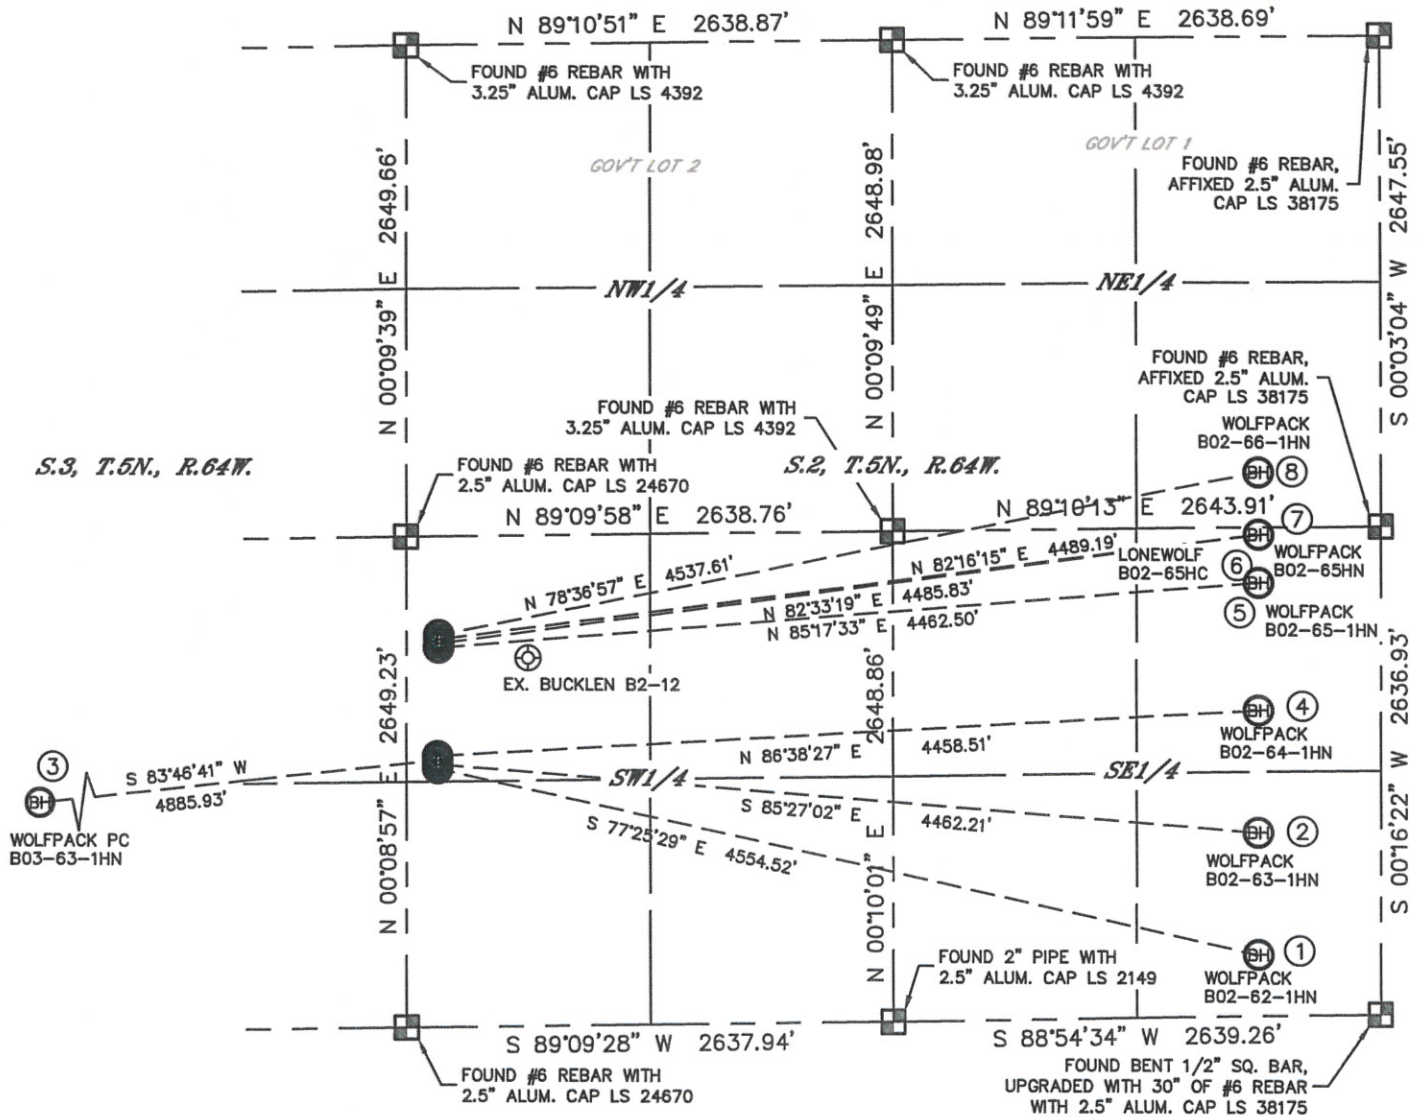 N 89°10'51" E 2638.87'
N 89°11'59" E 2638.69'
FOUND #6 REBAR WITH
3.25" ALUM. CAP LS 4392
FOUND #6 REBAR WITH
3.25" ALUM. CAP LS 4392
GOV'T LOT 2
GOV'T LOT 1
FOUND #6 REBAR,
AFFIXED 2.5" ALUM.
CAP LS 38175
N 00°09'39" E 2649.66'
N 00°09'49" E 2648.98'
S 00°03'04" W 2647.55'
NW1/4
NE1/4
FOUND #6 REBAR,
AFFIXED 2.5" ALUM.
CAP LS 38175
FOUND #6 REBAR WITH
3.25" ALUM. CAP LS 4392
WOLFPACK
B02-66-1HN
BH 8
S.3, T.5N., R.64W.
FOUND #6 REBAR WITH
2.5" ALUM. CAP LS 24670
S.2, T.5N., R.64W.
N 89°09'58" E 2638.76'
N 89°10'13" E 2643.91'
7
BH
N 78°36'57" E 4537.61'
N 82°16'15" E 4489.19'
LONEWOLF
B02-65HC
6
WOLFPACK
B02-65HN
N 82°33'19" E 4485.83'
BH
N 85°17'33" E 4462.50'
5
WOLFPACK
B02-65-1HN
EX. BUCKLEN B2-12
N 00°08'57" E 2649.23'
N 00°10'01" E 2648.86'
S 00°16'22" W 2636.93'
BH 4
N 86°38'27" E 4458.51'
WOLFPACK
B02-64-1HN
3
S 83°46'41" W
4885.93'
BH
WOLFPACK PC
B03-63-1HN
SW1/4
SE1/4
S 85°27'02" E 4462.21'
BH 2
WOLFPACK
B02-63-1HN
S 77°25'29" E 4554.52'
BH 1
WOLFPACK
B02-62-1HN
FOUND 2" PIPE WITH
2.5" ALUM. CAP LS 2149
S 89°09'28" W 2637.94'
S 88°54'34" W 2639.26'
FOUND #6 REBAR WITH
2.5" ALUM. CAP LS 24670
FOUND BENT 1/2" SQ. BAR,
UPGRADED WITH 30" OF #6 REBAR
WITH 2.5" ALUM. CAP LS 38175